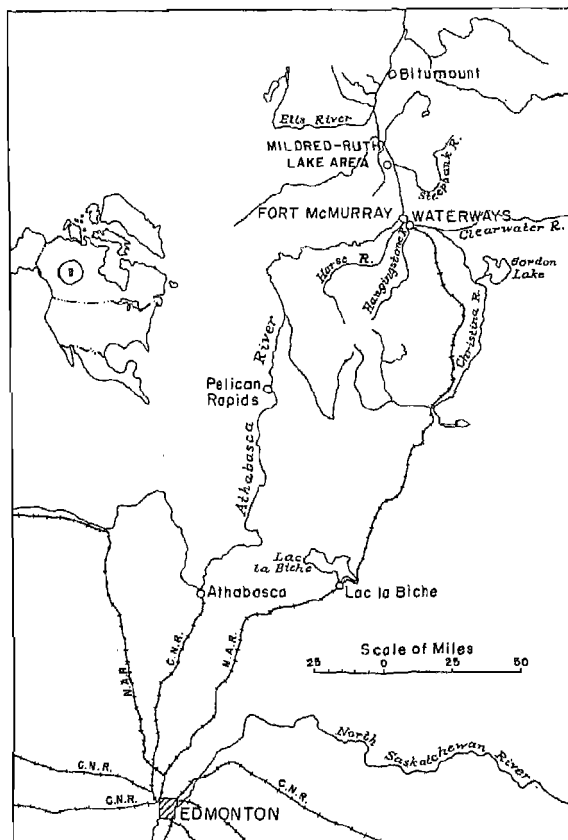 Bitumount
Ells River
MILDRED-RUTH
LAKE AREA
Steepbank R.
FORT McMURRAY
WATERWAYS
Clearwater R.
Horse R.
Hangingstone R.
Gordon
Lake
Christina R.
Pelican
Rapids
Athabasca River
Lac
la Biche
Athabasca
Lac la Biche
Scale of Miles
25 0 25 50
N.A.R.
C.N.R.
N.A.R.
North
Saskatchewan
River
C.N.R.
C.N.R.
C.N.R.
EDMONTON